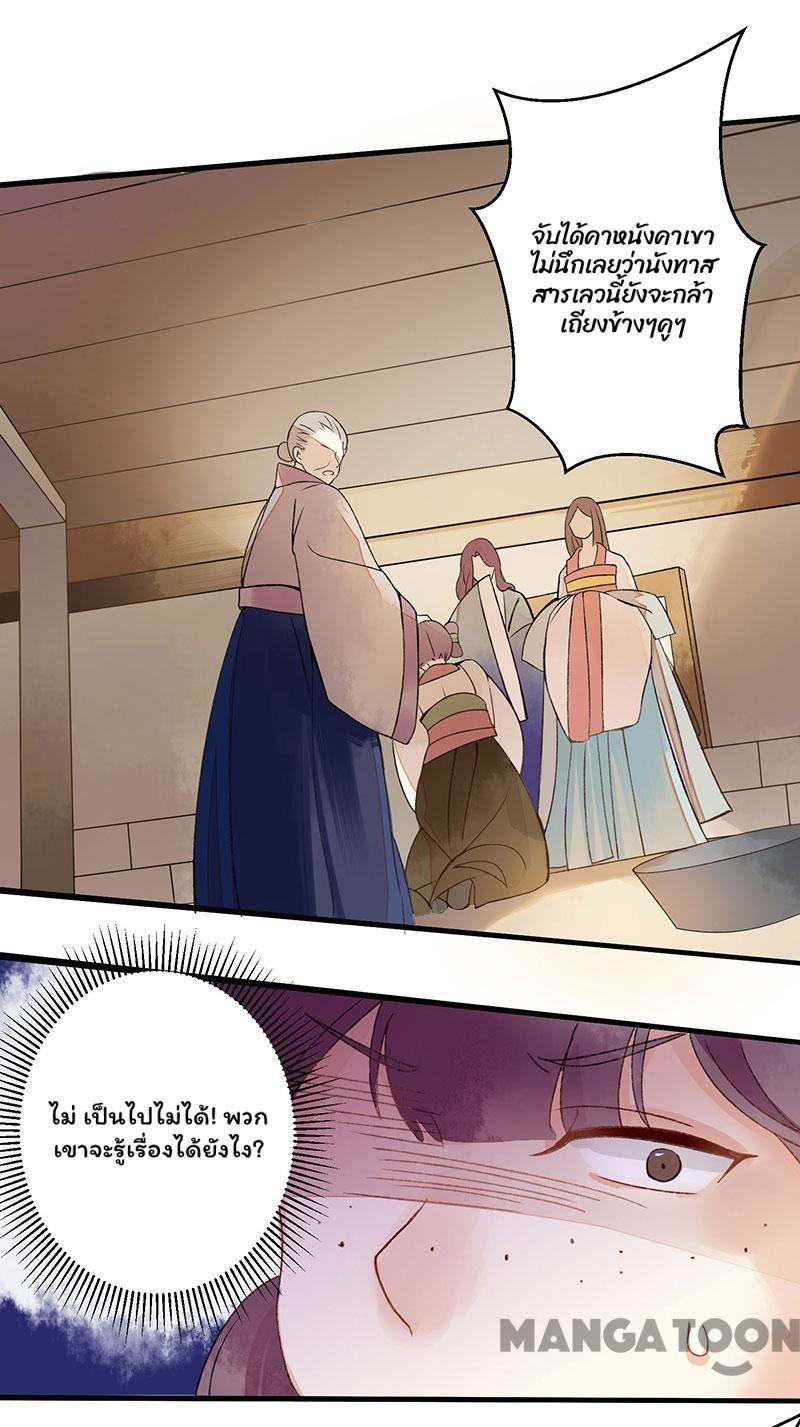 จับได้คาหนังคาเขา
ไม่นึกเลยว่านังทาส
สารเลวนี้ยังจะกล้า
เถียงข้างๆคูๆ
ไม่ เป็นไปไม่ได้! พวก
เขาจะรู้เรื่องได้ยังไง?
MANGATOON